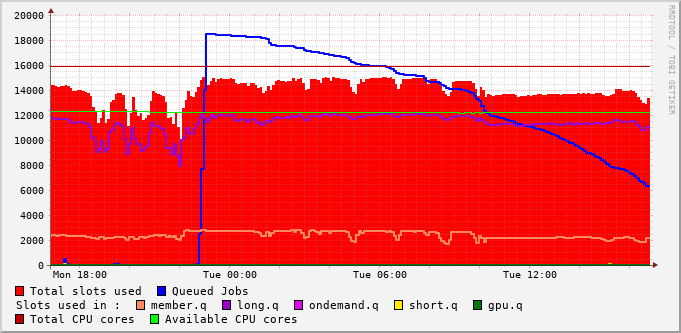 20000
18000
16000
14000
12000
10000
8000
6000
4000
2000
0
Mon 18:00 Tue 00:00 Tue 06:00 Tue 12:00
RRDTOOL / TOBI OETIKER
Total slots used Queued Jobs
Slots used in : member.q long.q ondemand.q short.q gpu.q
Total CPU cores Available CPU cores